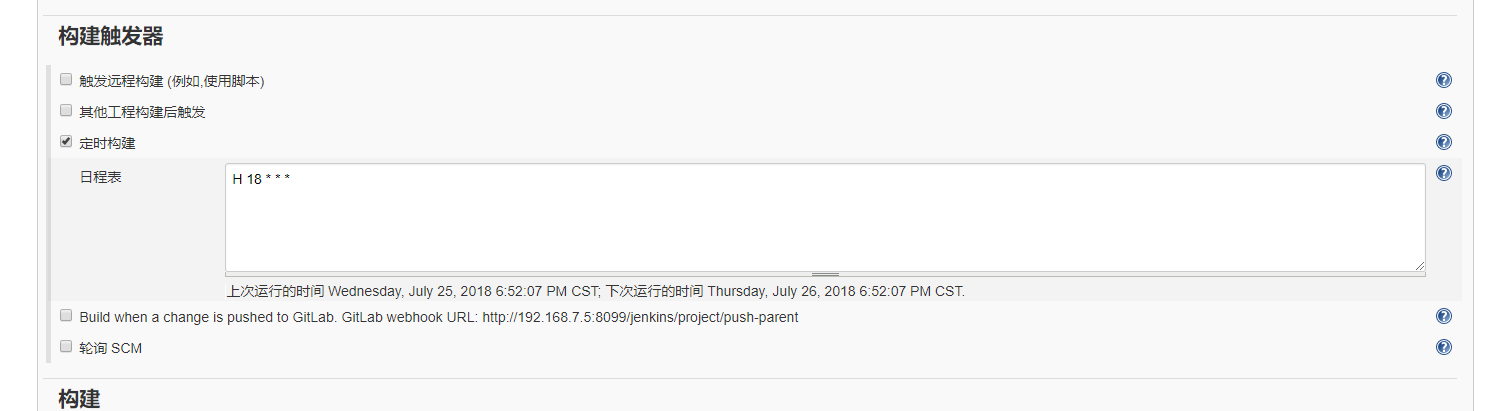 构建触发器
触发远程构建 (例如,使用脚本)
其他工程构建后触发
定时构建
日程表
H 18 * * *
上次运行的时间 Wednesday, July 25, 2018 6:52:07 PM CST; 下次运行的时间 Thursday, July 26, 2018 6:52:07 PM CST.
Build when a change is pushed to GitLab. GitLab webhook URL: http://192.168.7.5:8099/jenkins/project/push-parent
轮询 SCM
构建